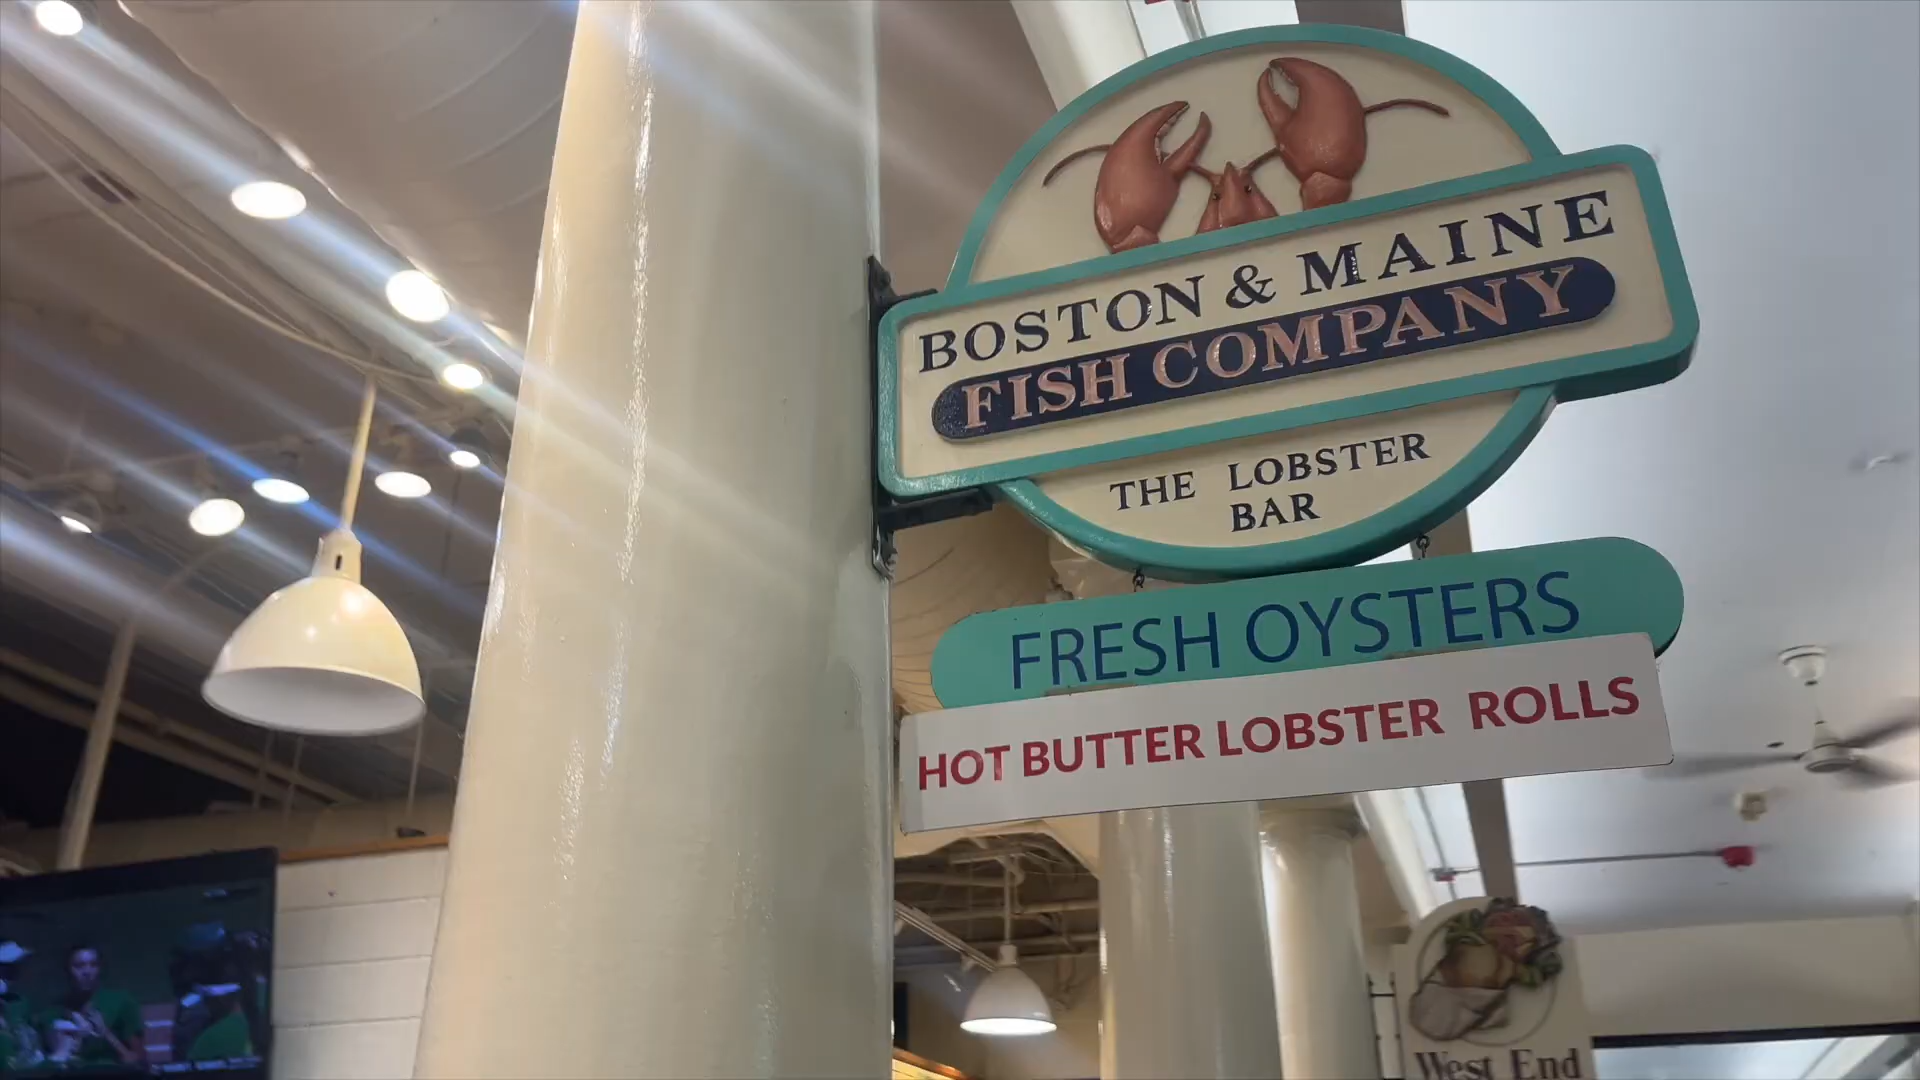 BOSTON & MAINE
FISH COMPANY
THE LOBSTER
BAR
FRESH OYSTERS
HOT BUTTER LOBSTER ROLLS
West End